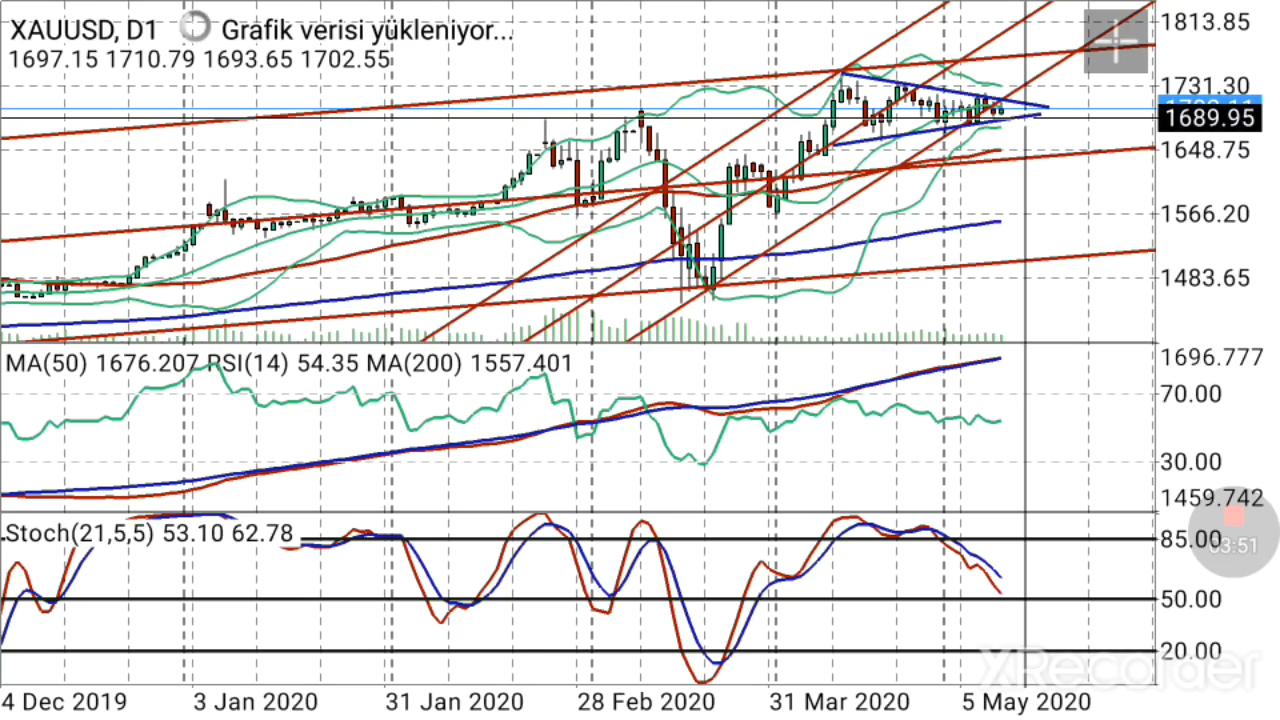 XAUUSD, D1 Grafik verisi yükleniyor...
1697.15 1710.79 1693.65 1702.55
1813.85
1731.30
1689.95
1648.75
1566.20
1483.65
MA(50) 1676.207 RSI(14) 54.35 MA(200) 1557.401
1696.777
70.00
30.00
1459.742
Stoch(21,5,5) 53.10 62.78
85.00
03:51
50.00
20.00
XRecorder
4 Dec 2019 3 Jan 2020 31 Jan 2020 28 Feb 2020 31 Mar 2020 5 May 2020